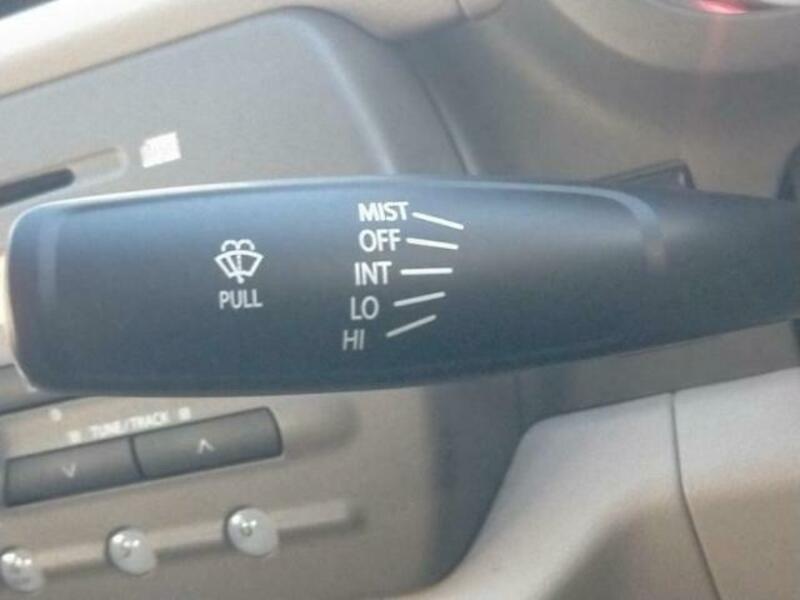 MIST
OFF
INT
PULL
LO
HI
TUNE/TRACK